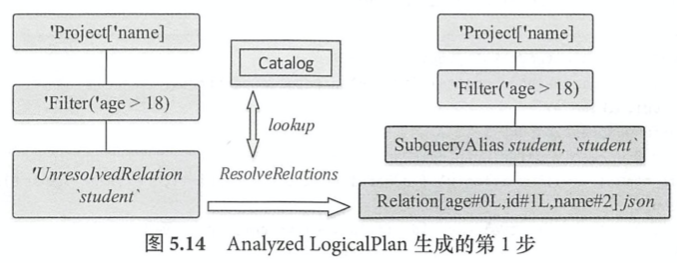 'Project['name]
'Filter('age > 18)
'UnresolvedRelation
`student`
Catalog
lookup
ResolveRelations
'Project['name]
'Filter('age > 18)
SubqueryAlias student, `student`
Relation[age#0L,id#1L,name#2] json
图 5.14 Analyzed LogicalPlan 生成的第 1 步